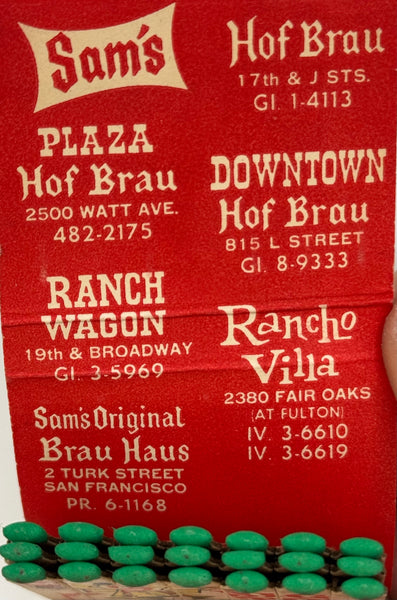 Sam's
Hof Brau
17th & J STS.
GI. 1-4113
PLAZA
Hof Brau
2500 WATT AVE.
482-2175
DOWNTOWN
Hof Brau
815 L STREET
GI. 8-9333
RANCH
WAGON
19th & BROADWAY
GI. 3-5969
Rancho
Villa
2380 FAIR OAKS
(AT FULTON)
IV. 3-6610
IV. 3-6619
Sam's Original
Brau Haus
2 TURK STREET
SAN FRANCISCO
PR. 6-1168